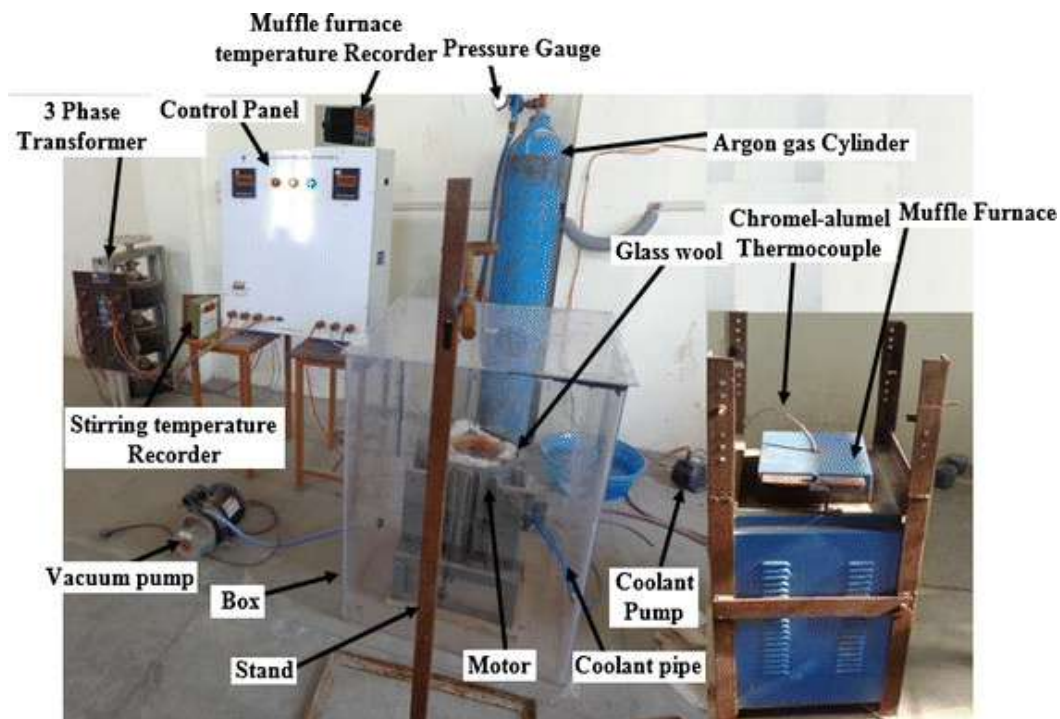 Muffle furnace
temperature Recorder
Pressure Gauge
3 Phase
Transformer
Control Panel
Argon gas Cylinder
Chromel-alumel
Thermocouple
Muffle Furnace
Glass wool
Stirring temperature
Recorder
Vacuum pump
Box
Stand
Motor
Coolant pipe
Coolant
Pump